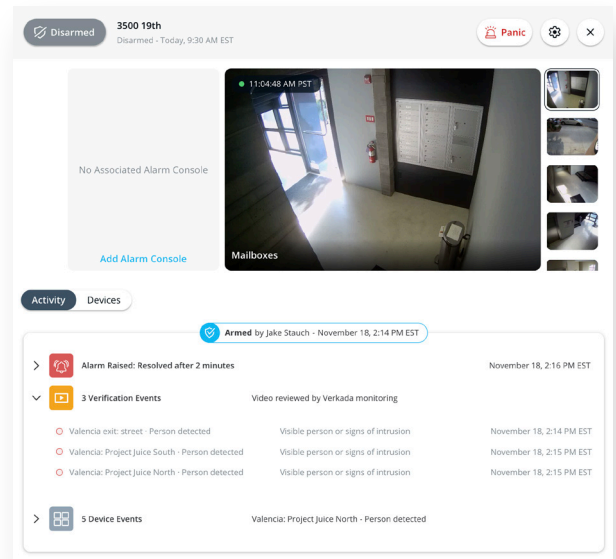 Disarmed
3500 19th
Disarmed - Today, 9:30 AM EST
Panic
No Associated Alarm Console
Add Alarm Console
11:04:48 AM PST
Mailboxes
Activity
Devices
Armed by Jake Stauch - November 18, 2:14 PM EST
Alarm Raised: Resolved after 2 minutes November 18, 2:16 PM EST
3 Verification Events Video reviewed by Verkada monitoring
Valencia exit: street · Person detected Visible person or signs of intrusion November 18, 2:14 PM EST
Valencia: Project Juice South · Person detected Visible person or signs of intrusion November 18, 2:15 PM EST
Valencia: Project Juice North · Person detected Visible person or signs of intrusion November 18, 2:15 PM EST
5 Device Events Valencia: Project Juice North - Person detected